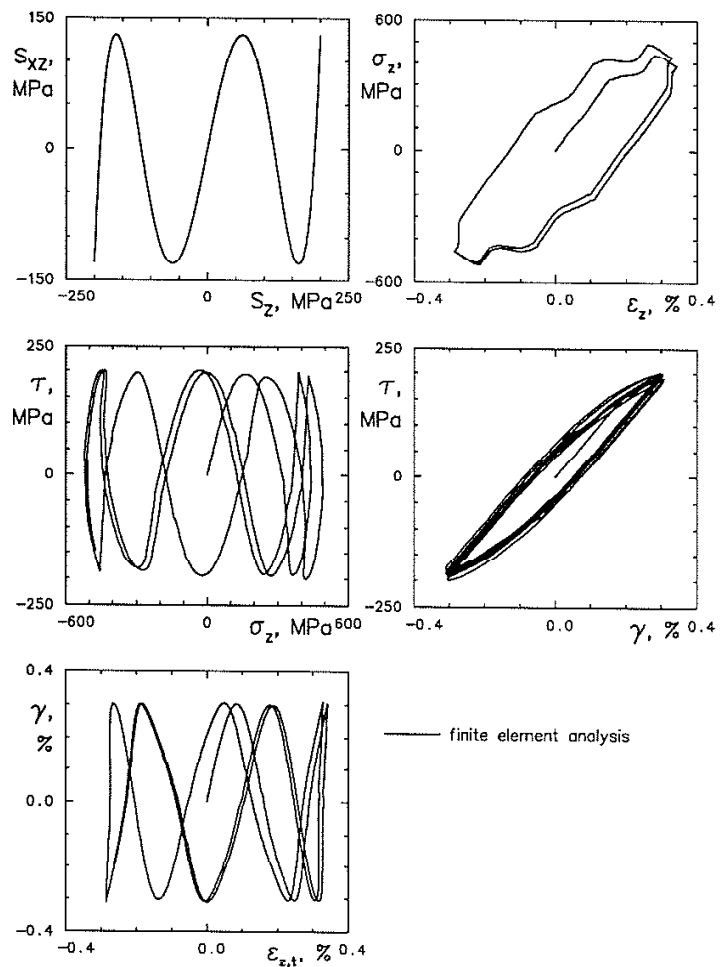 150
S_XZ,
MPa
0
-150
-250
0
250
S_Z, MPa
600
σ_z,
MPa
0
-600
-0.4
0.0
0.4
ε_z, %
250
τ,
MPa
0
-250
-600
0
600
σ_z, MPa
250
τ,
MPa
0
-250
-0.4
0.0
0.4
γ, %
0.4
γ,
%
0.0
-0.4
-0.4
0.0
0.4
ε_z,t, %
finite element analysis